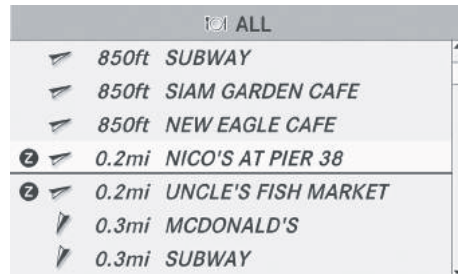 ALL
850ft SUBWAY
850ft SIAM GARDEN CAFE
850ft NEW EAGLE CAFE
Z 0.2mi NICO'S AT PIER 38
Z 0.2mi UNCLE'S FISH MARKET
0.3mi MCDONALD'S
0.3mi SUBWAY